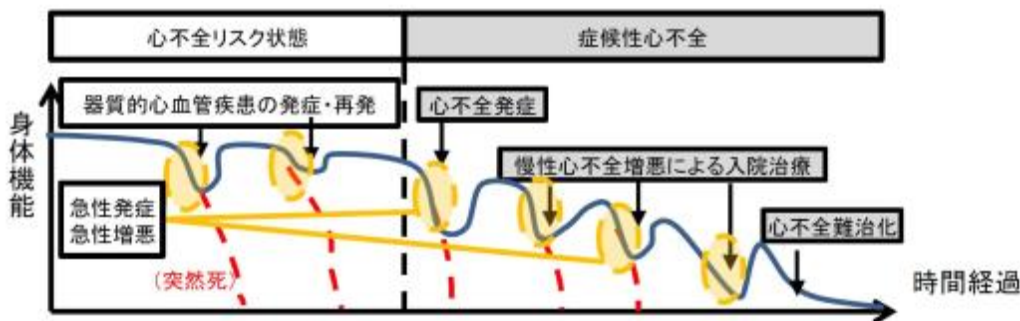 心不全リスク状態
症候性心不全
器質的心血管疾患の発症・再発
心不全発症
身体機能
慢性心不全増悪による入院治療
急性発症
急性増悪
心不全難治化
(突然死)
時間経過